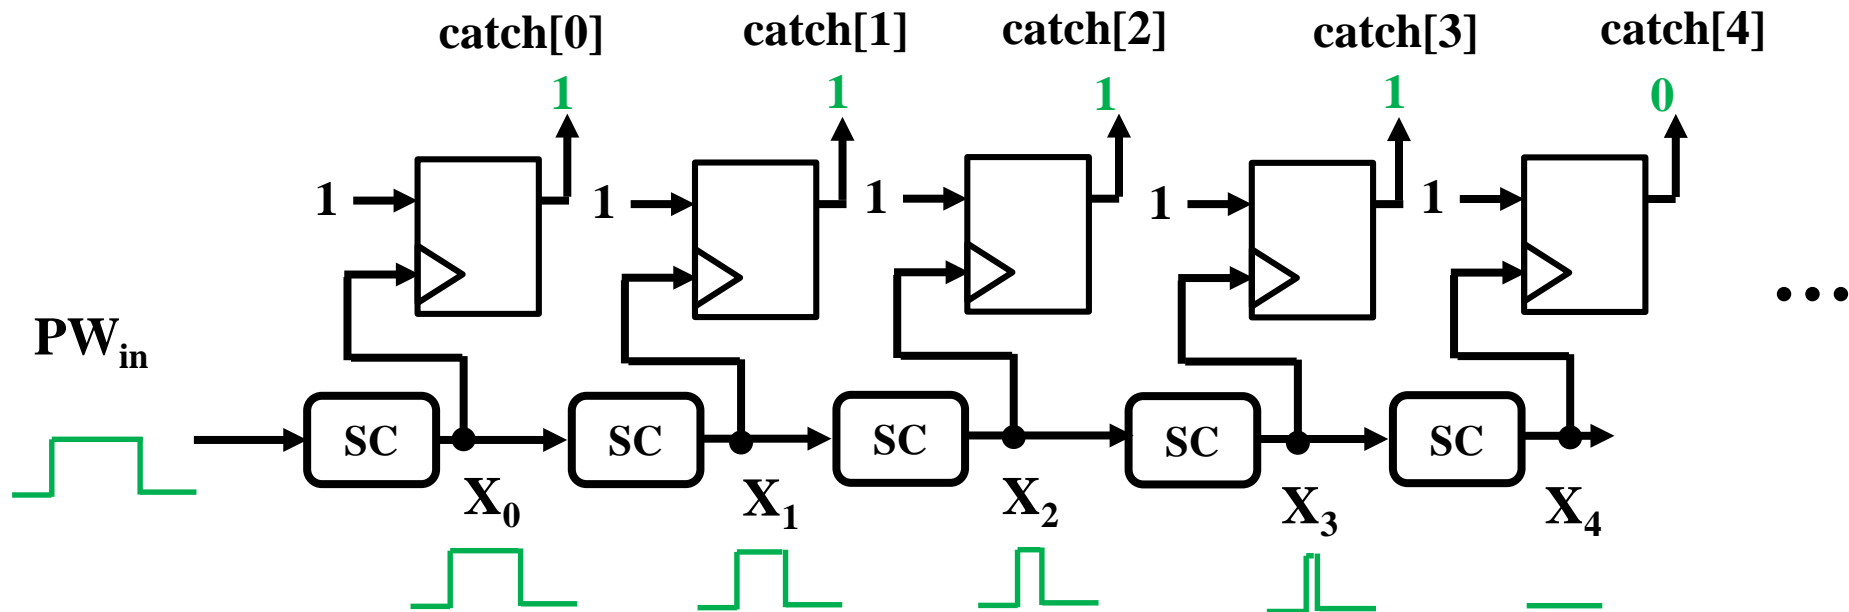 catch[0] catch[1] catch[2] catch[3] catch[4]
1 1 1 1 0
1 1 1 1 1
PWin
SC SC SC SC SC
X0 X1 X2 X3 X4